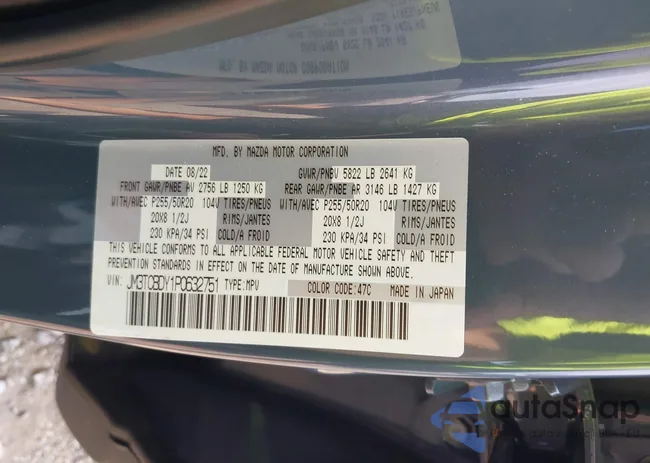 MFD. BY MAZDA MOTOR CORPORATION
DATE 08/22 GVWR/PNBV 5822 LB 2641 KG
FRONT GAWR/PNBE AV 2756 LB 1250 KG REAR GAWR/PNBE AR 3146 LB 1427 KG
WITH/AVEC P255/50R20 104V TIRES/PNEUS WITH/AVEC P255/50R20 104V TIRES/PNEUS
20X8 1/2J RIMS/JANTES 20X8 1/2J RIMS/JANTES
230 KPA/34 PSI COLD/A FROID 230 KPA/34 PSI COLD/A FROID
THIS VEHICLE CONFORMS TO ALL APPLICABLE FEDERAL MOTOR VEHICLE SAFETY AND THEFT
PREVENTION STANDARDS IN EFFECT ON THE DATE OF MANUFACTURE SHOWN ABOVE.
VIN: JM3TCBDY1P0632751 TYPE: MPV COLOR CODE: 47C MADE IN JAPAN
autaSnap